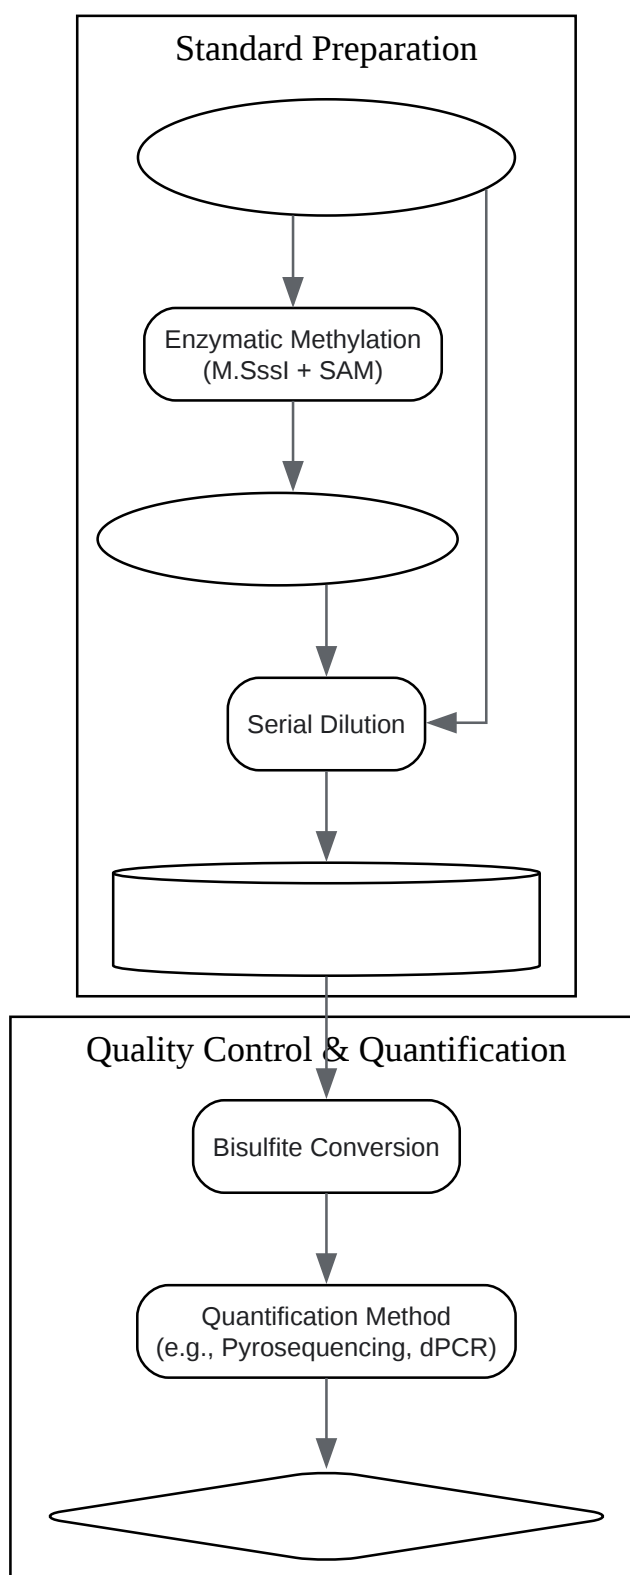 Standard Preparation
Enzymatic Methylation
(M.SssI + SAM)
Serial Dilution
Quality Control & Quantification
Bisulfite Conversion
Quantification Method
(e.g., Pyrosequencing, dPCR)